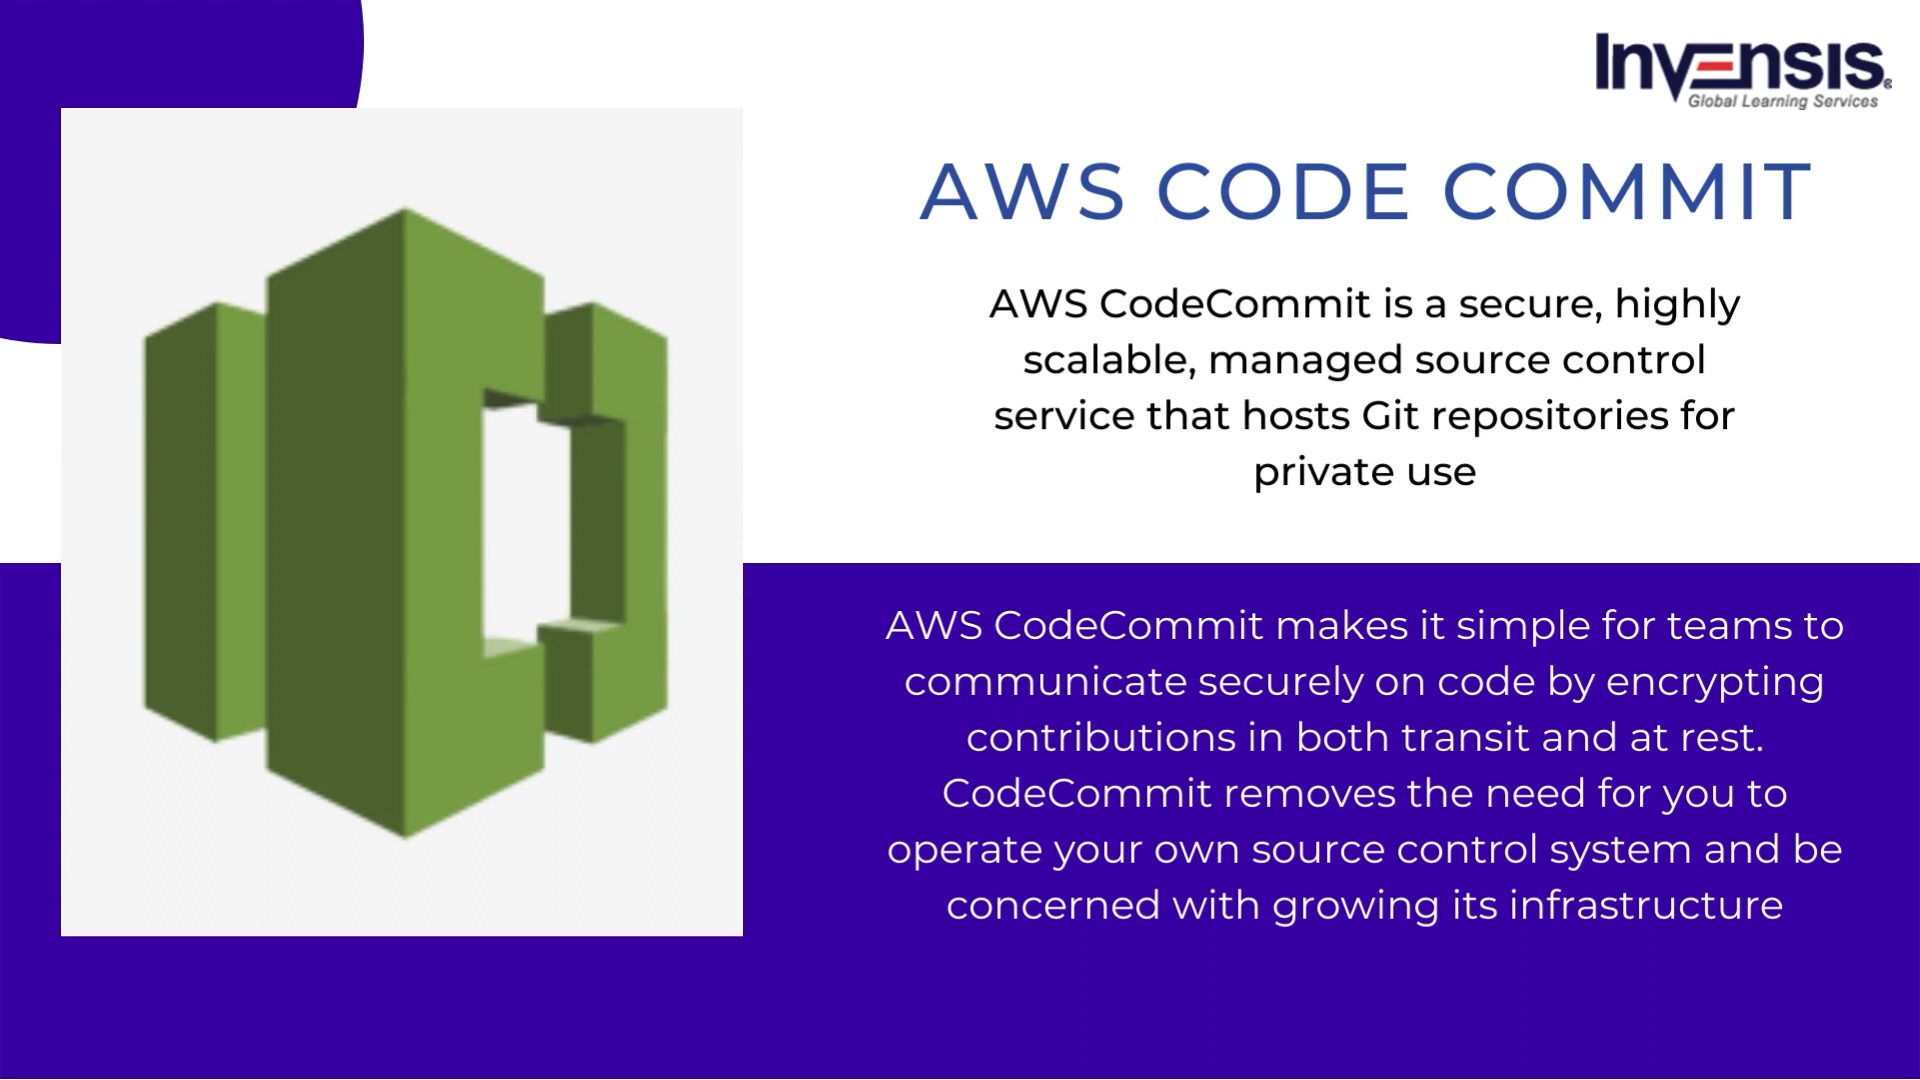 Invensis
Global Learning Services
AWS CODE COMMIT
AWS CodeCommit is a secure, highly
scalable, managed source control
service that hosts Git repositories for
private use
AWS CodeCommit makes it simple for teams to
communicate securely on code by encrypting
contributions in both transit and at rest.
CodeCommit removes the need for you to
operate your own source control system and be
concerned with growing its infrastructure